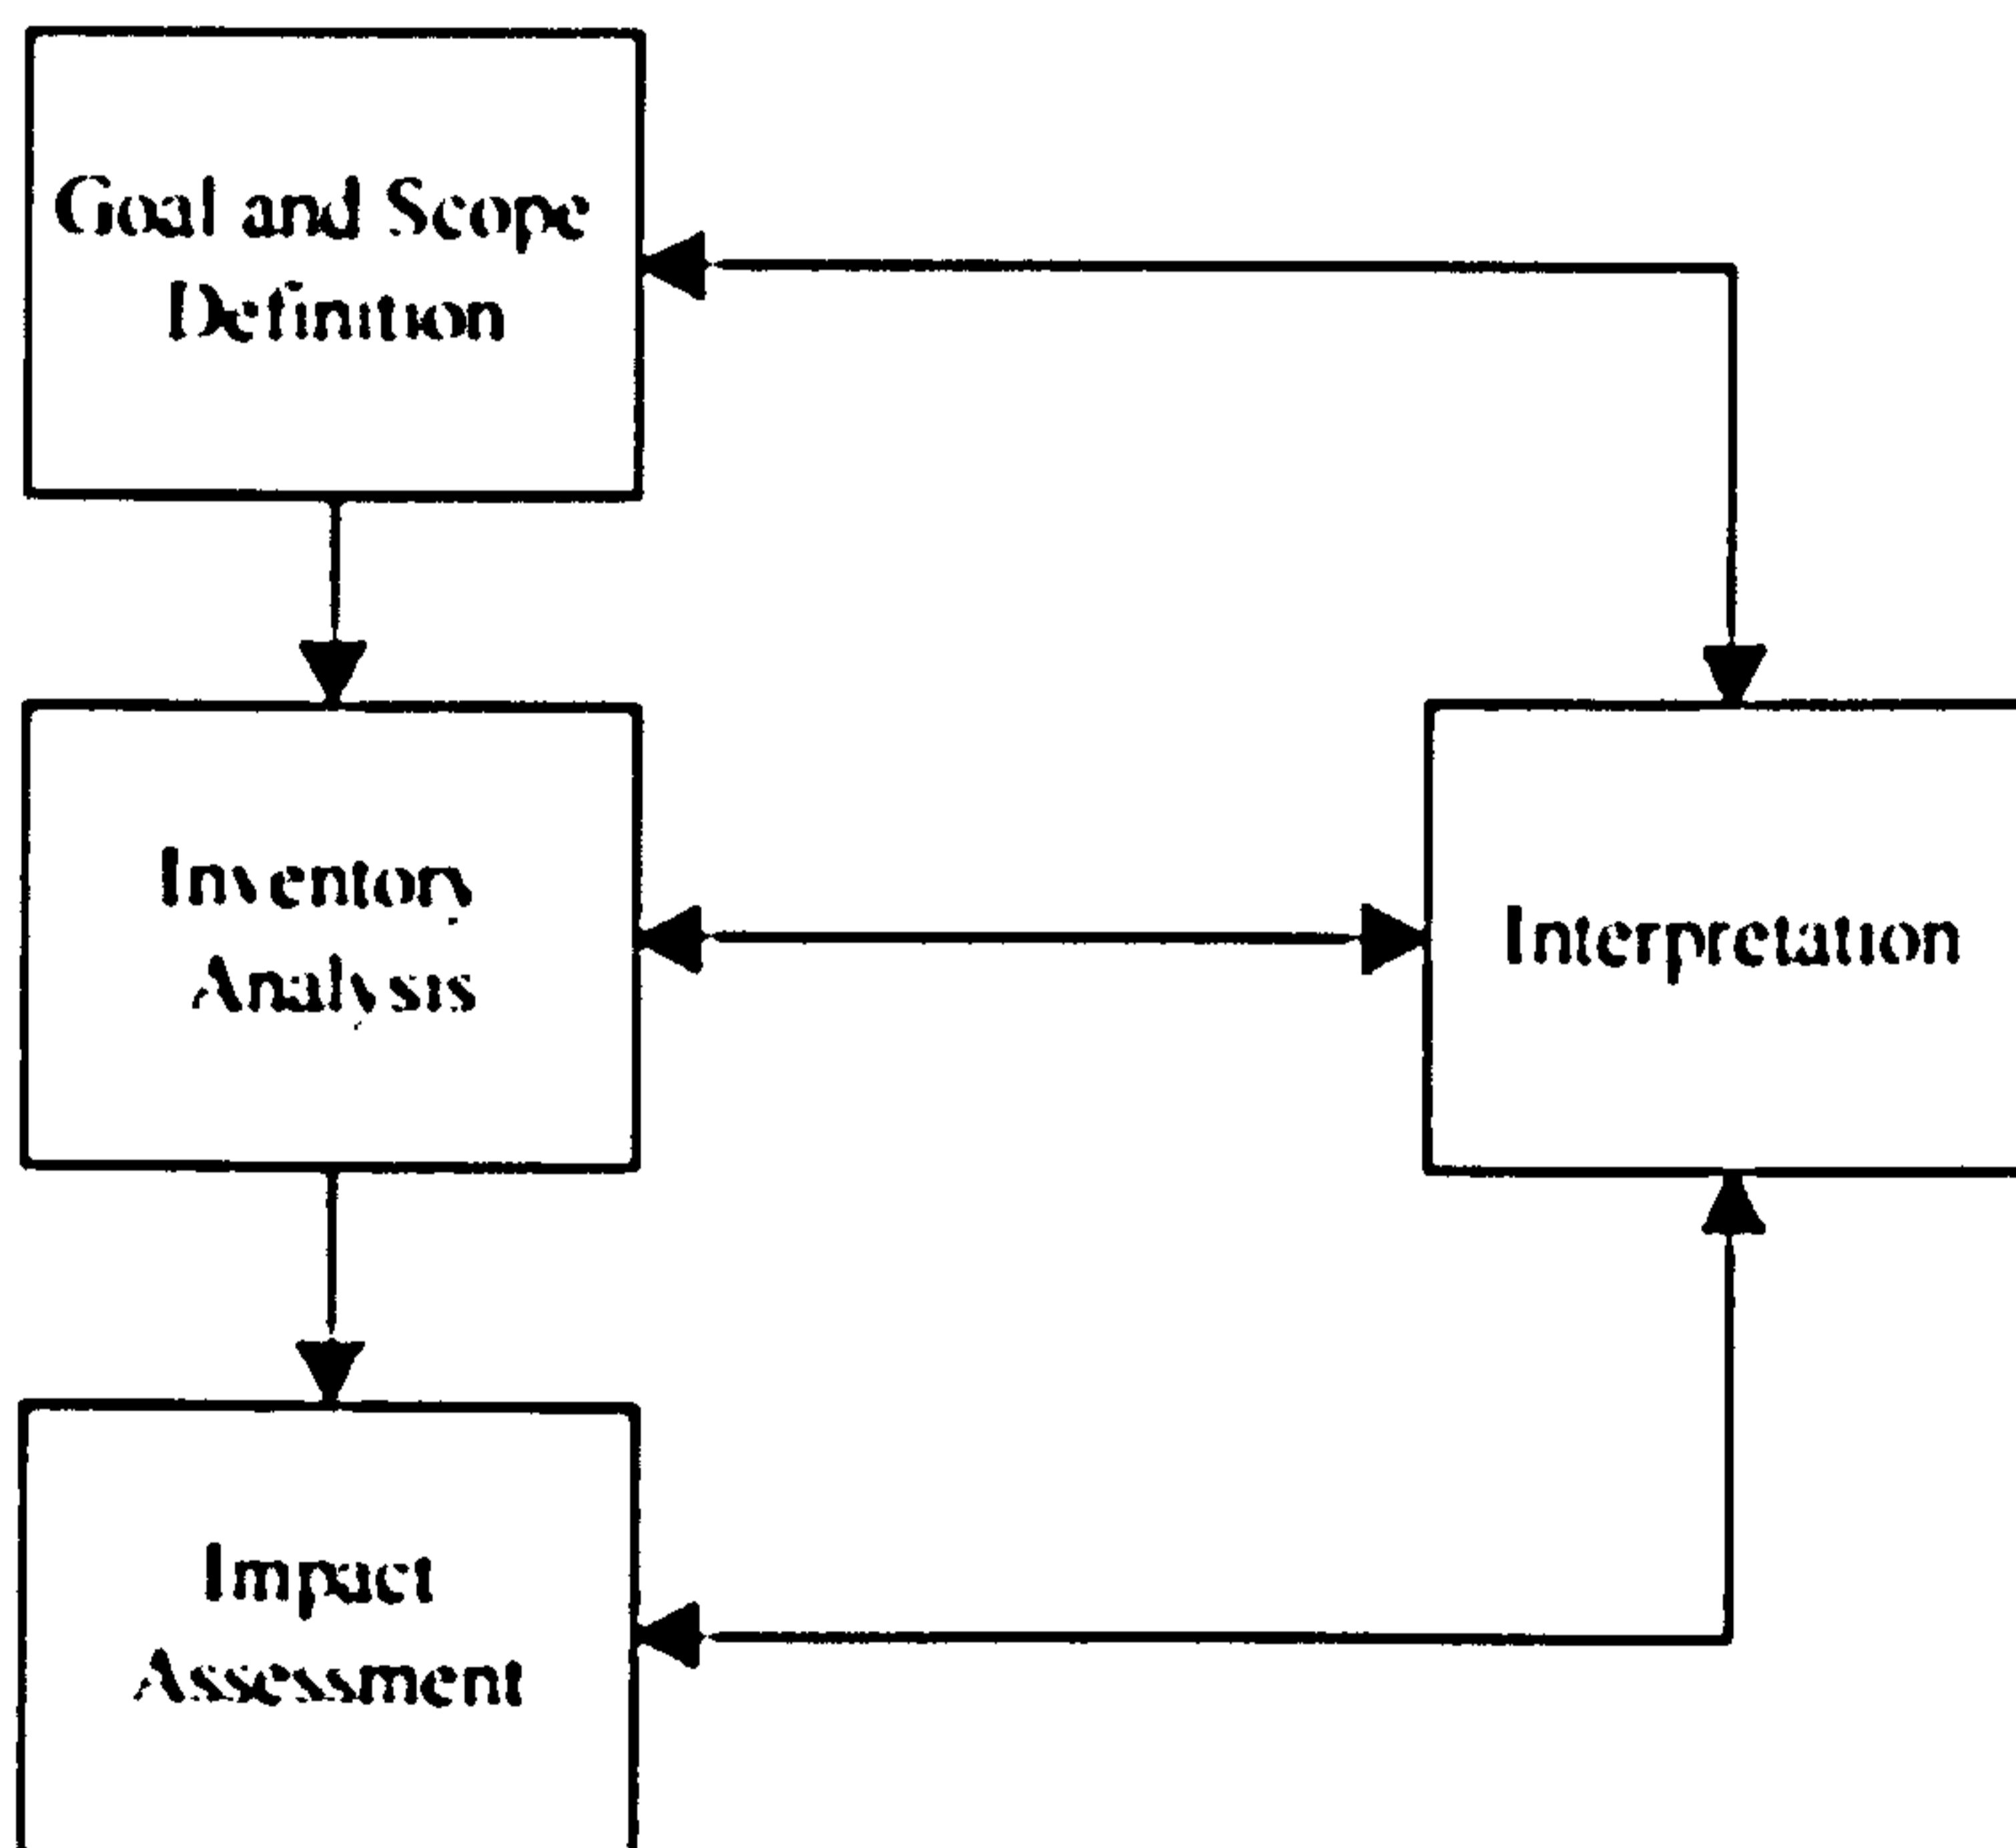 Goal and Scope
Definition
Inventory
Analysis
Interpretation
Impact
Assessment